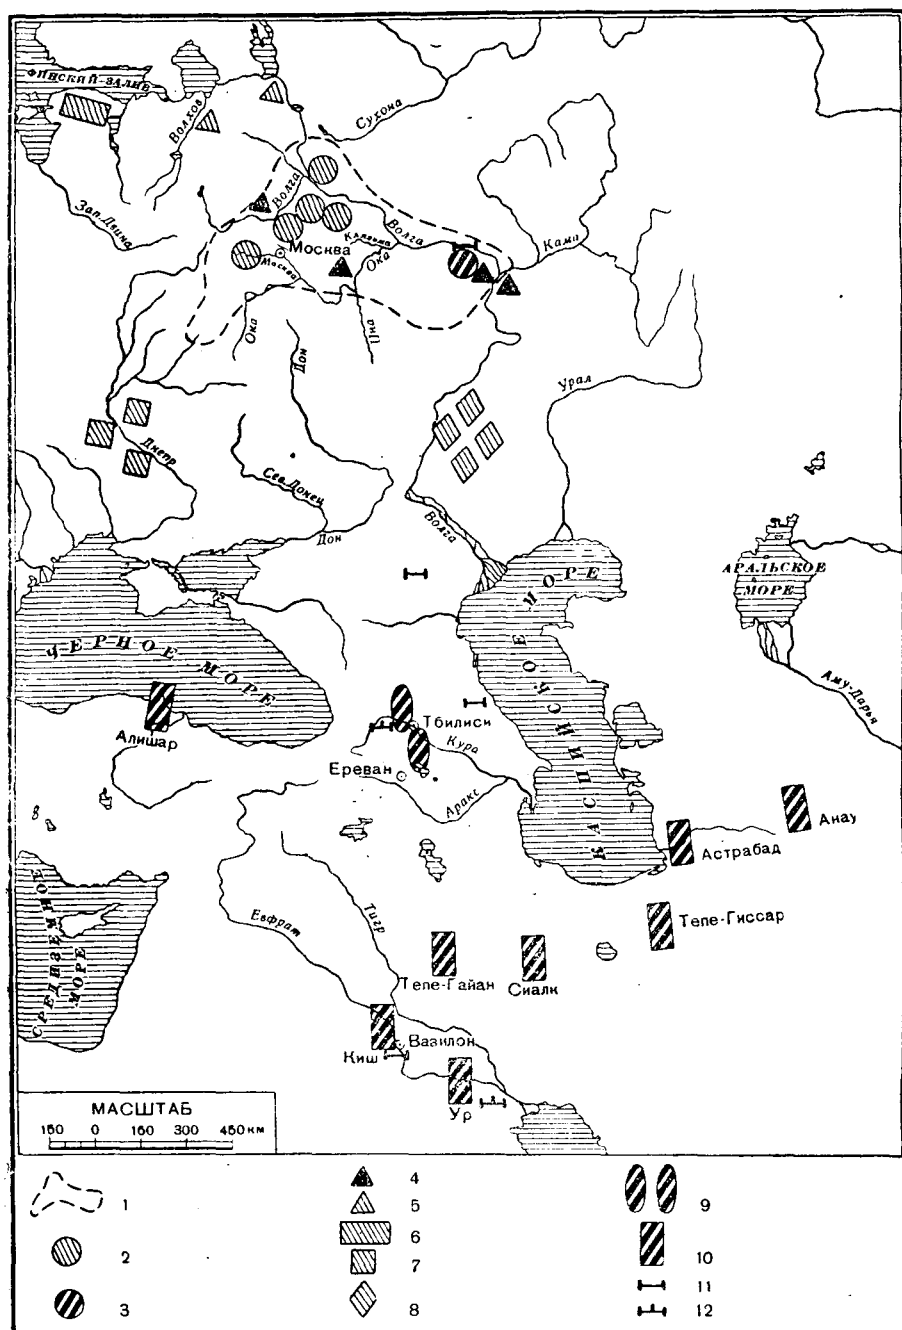 ФИНСКИЙ-ЗАЛИВ
ВОЛХОВ
Сухона
Зап. Двина
Волга
Волга
Кама
Москва
Клязьма
Москва
Ока
Ока
Цна
Дон
Урал
Днепр
Сев. Донец
Дон
Волга
АРАЛЬСКОЕ
МОРЕ
ЧЕРНОЕ МОРЕ
КАСПИЙСКОЕ МОРЕ
Аму-Дарья
Алишар
Тбилиси
Кура
Ереван
Аракс
Анау
Астрабад
СРЕДИЗЕМНОЕ
МОРЕ
Евфрат
Тигр
Тепе-Гиссар
Тепе-Гайан
Сиалк
Киш
Вазилон
Ур
МАСШТАБ
150 0 150 300 450 км
1
2
3
4
5
6
7
8
9
10
11
12